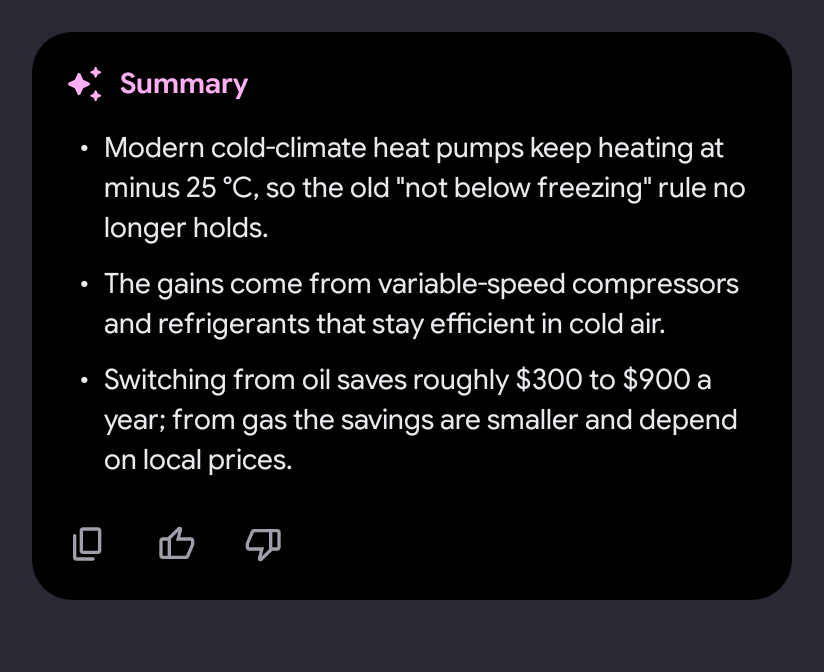 Summary
• Modern cold-climate heat pumps keep heating at
minus 25 °C, so the old "not below freezing" rule no
longer holds.
• The gains come from variable-speed compressors
and refrigerants that stay efficient in cold air.
• Switching from oil saves roughly $300 to $900 a
year; from gas the savings are smaller and depend
on local prices.